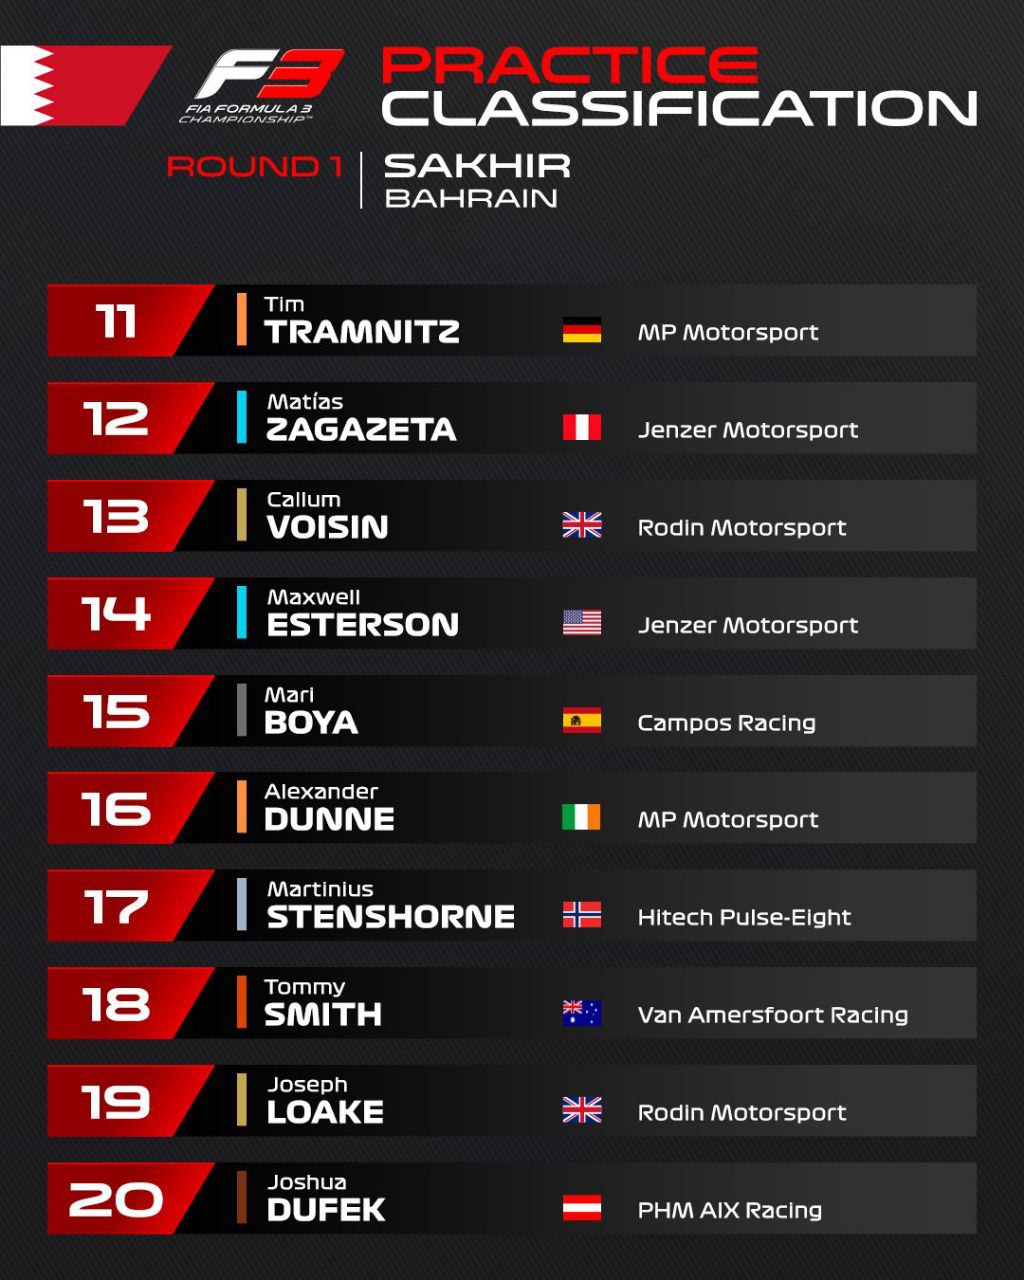 F3
FIA FORMULA 3
CHAMPIONSHIP™
PRACTICE
CLASSIFICATION
ROUND 1
SAKHIR
BAHRAIN
11
Tim
TRAMNITZ
MP Motorsport
12
Matías
ZAGAZETA
Jenzer Motorsport
13
Callum
VOISIN
Rodin Motorsport
14
Maxwell
ESTERSON
Jenzer Motorsport
15
Mari
BOYA
Campos Racing
16
Alexander
DUNNE
MP Motorsport
17
Martinius
STENSHORNE
Hitech Pulse-Eight
18
Tommy
SMITH
Van Amersfoort Racing
19
Joseph
LOAKE
Rodin Motorsport
20
Joshua
DUFEK
PHM AIX Racing